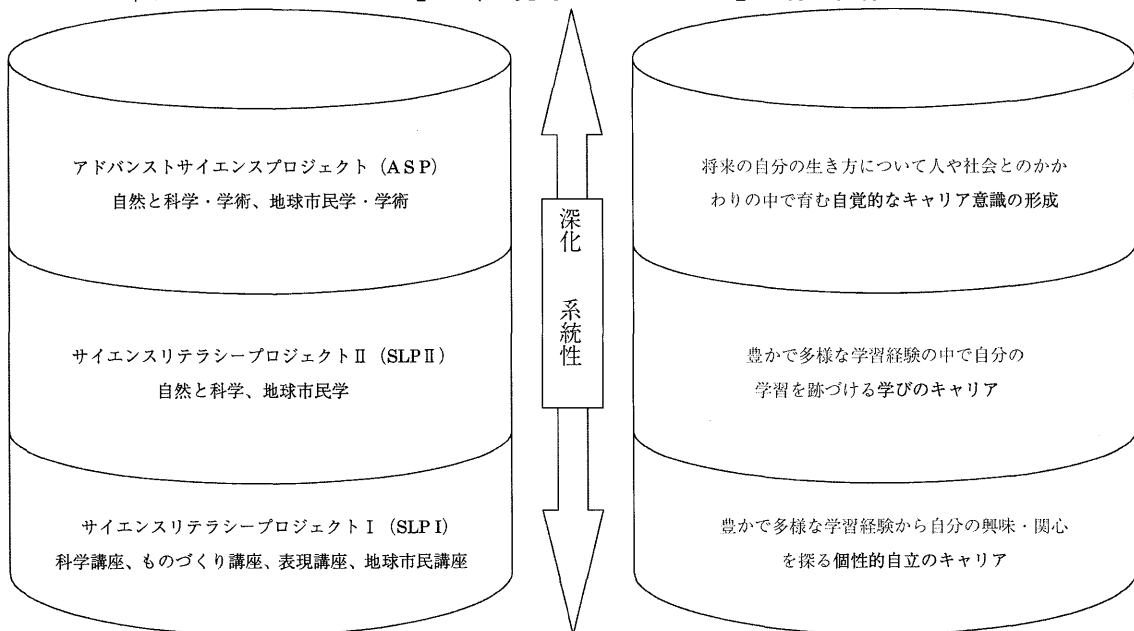 アドバンストサイエンスプロジェクト（ASP）
自然と科学・学術、地球市民学・学術
サイエンスリテラシープロジェクトⅡ（SLPⅡ）
自然と科学、地球市民学
サイエンスリテラシープロジェクトⅠ（SLPⅠ）
科学講座、ものづくり講座、表現講座、地球市民講座
深化　系統性
将来の自分の生き方について人や社会とのかか
わりの中で育む自覚的なキャリア意識の形成
豊かで多様な学習経験の中で自分の
学習を跡づける学びのキャリア
豊かで多様な学習経験から自分の興味・関心
を探る個性的自立のキャリア